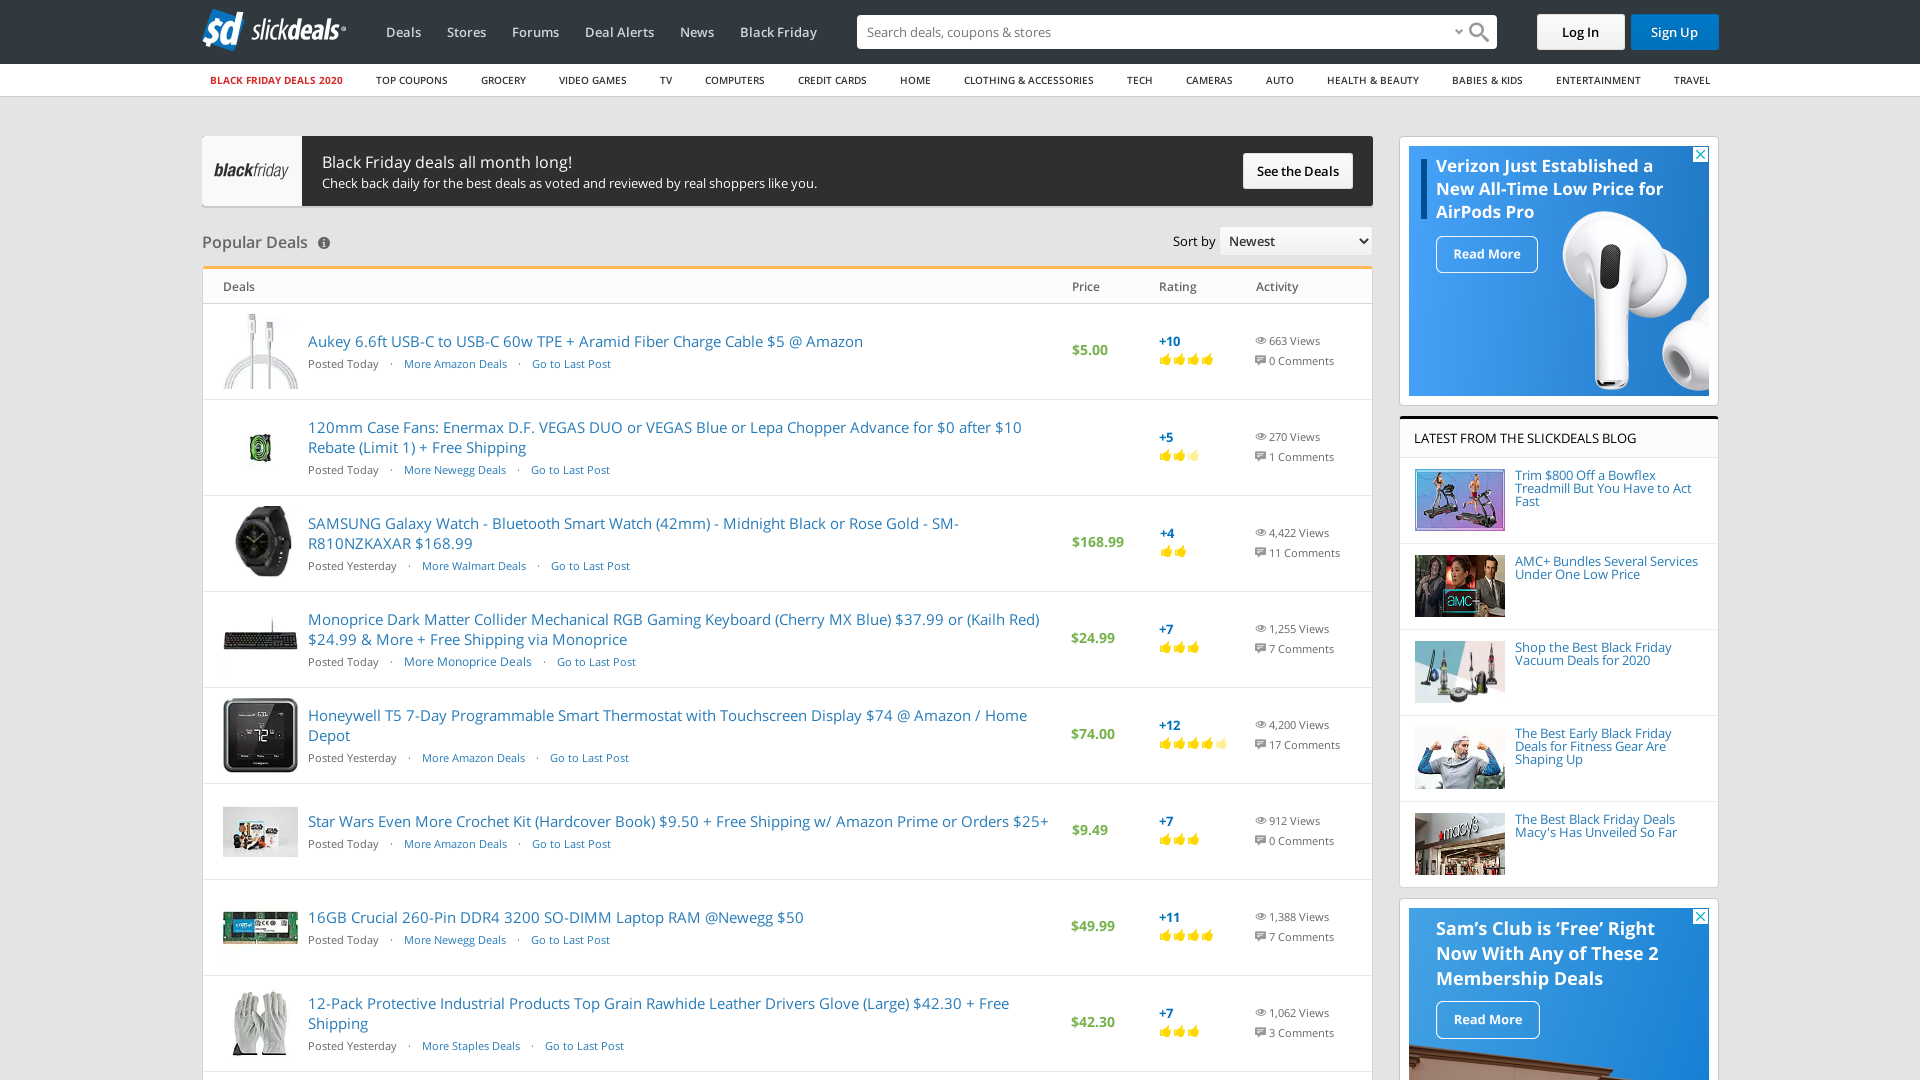 sd slickdeals®
Deals Stores Forums Deal Alerts News Black Friday
Search deals, coupons & stores
Log In
Sign Up
BLACK FRIDAY DEALS 2020 TOP COUPONS GROCERY VIDEO GAMES TV COMPUTERS CREDIT CARDS HOME CLOTHING & ACCESSORIES TECH CAMERAS AUTO HEALTH & BEAUTY BABIES & KIDS ENTERTAINMENT TRAVEL
blackfriday
Black Friday deals all month long!
Check back daily for the best deals as voted and reviewed by real shoppers like you.
See the Deals
Popular Deals
Sort by Newest
Deals Price Rating Activity
Aukey 6.6ft USB-C to USB-C 60w TPE + Aramid Fiber Charge Cable $5 @ Amazon
Posted Today · More Amazon Deals · Go to Last Post
$5.00
+10
663 Views
0 Comments
120mm Case Fans: Enermax D.F. VEGAS DUO or VEGAS Blue or Lepa Chopper Advance for $0 after $10
Rebate (Limit 1) + Free Shipping
Posted Today · More Newegg Deals · Go to Last Post
+5
270 Views
1 Comments
SAMSUNG Galaxy Watch - Bluetooth Smart Watch (42mm) - Midnight Black or Rose Gold - SM-
R810NZKAXAR $168.99
Posted Yesterday · More Walmart Deals · Go to Last Post
$168.99
+4
4,422 Views
11 Comments
Monoprice Dark Matter Collider Mechanical RGB Gaming Keyboard (Cherry MX Blue) $37.99 or (Kailh Red)
$24.99 & More + Free Shipping via Monoprice
Posted Today · More Monoprice Deals · Go to Last Post
$24.99
+7
1,255 Views
7 Comments
Honeywell T5 7-Day Programmable Smart Thermostat with Touchscreen Display $74 @ Amazon / Home
Depot
Posted Yesterday · More Amazon Deals · Go to Last Post
$74.00
+12
4,200 Views
17 Comments
72
Star Wars Even More Crochet Kit (Hardcover Book) $9.50 + Free Shipping w/ Amazon Prime or Orders $25+
Posted Today · More Amazon Deals · Go to Last Post
$9.49
+7
912 Views
0 Comments
16GB Crucial 260-Pin DDR4 3200 SO-DIMM Laptop RAM @Newegg $50
Posted Today · More Newegg Deals · Go to Last Post
$49.99
+11
1,388 Views
7 Comments
12-Pack Protective Industrial Products Top Grain Rawhide Leather Drivers Glove (Large) $42.30 + Free
Shipping
Posted Yesterday · More Staples Deals · Go to Last Post
$42.30
+7
1,062 Views
3 Comments
Verizon Just Established a
New All-Time Low Price for
AirPods Pro
Read More
LATEST FROM THE SLICKDEALS BLOG
Trim $800 Off a Bowflex
Treadmill But You Have to Act
Fast
aMC+
AMC+ Bundles Several Services
Under One Low Price
Shop the Best Black Friday
Vacuum Deals for 2020
The Best Early Black Friday
Deals for Fitness Gear Are
Shaping Up
macy's
The Best Black Friday Deals
Macy's Has Unveiled So Far
Sam's Club is ‘Free’ Right
Now With Any of These 2
Membership Deals
Read More